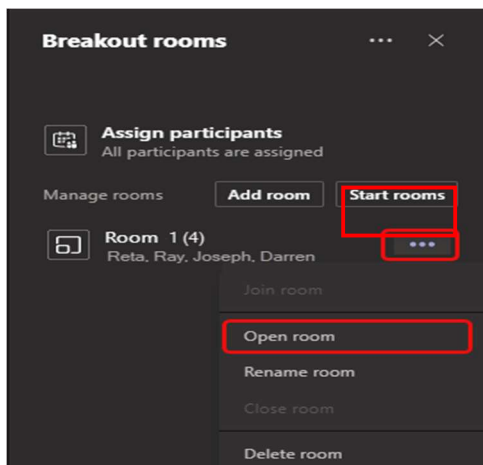 Breakout rooms
Assign participants
All participants are assigned
Manage rooms Add room Start rooms
Room 1 (4)
Reta, Ray, Joseph, Darren
Join room
Open room
Rename room
Close room
Delete room